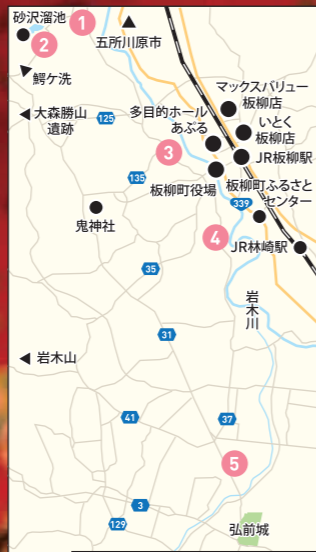 砂沢溜池
1
2
五所川原市
鰐ケ洗
マックスバリュー
板柳店
大森勝山
遺跡
125
多目的ホール
あぷる
いとく
板柳店
3
JR板柳駅
135
板柳町役場
板柳町ふるさと
センター
339
鬼神社
4
JR林崎駅
35
岩木川
31
岩木山
41
37
5
3
129
弘前城